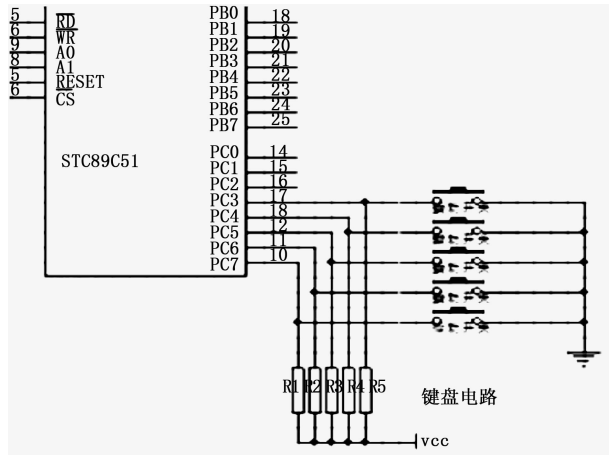 5 RD PB0 18
6 WR PB1 19
9 A0 PB2 20
8 A1 PB3 21
5 RESET PB4 22
6 CS PB5 23
PB6 24
PB7 25
STC89C51
PC0 14
PC1 15
PC2 16
PC3 17
PC4 18
PC5 12
PC6 11
PC7 10
R1 R2 R3 R4 R5
键盘电路
vcc